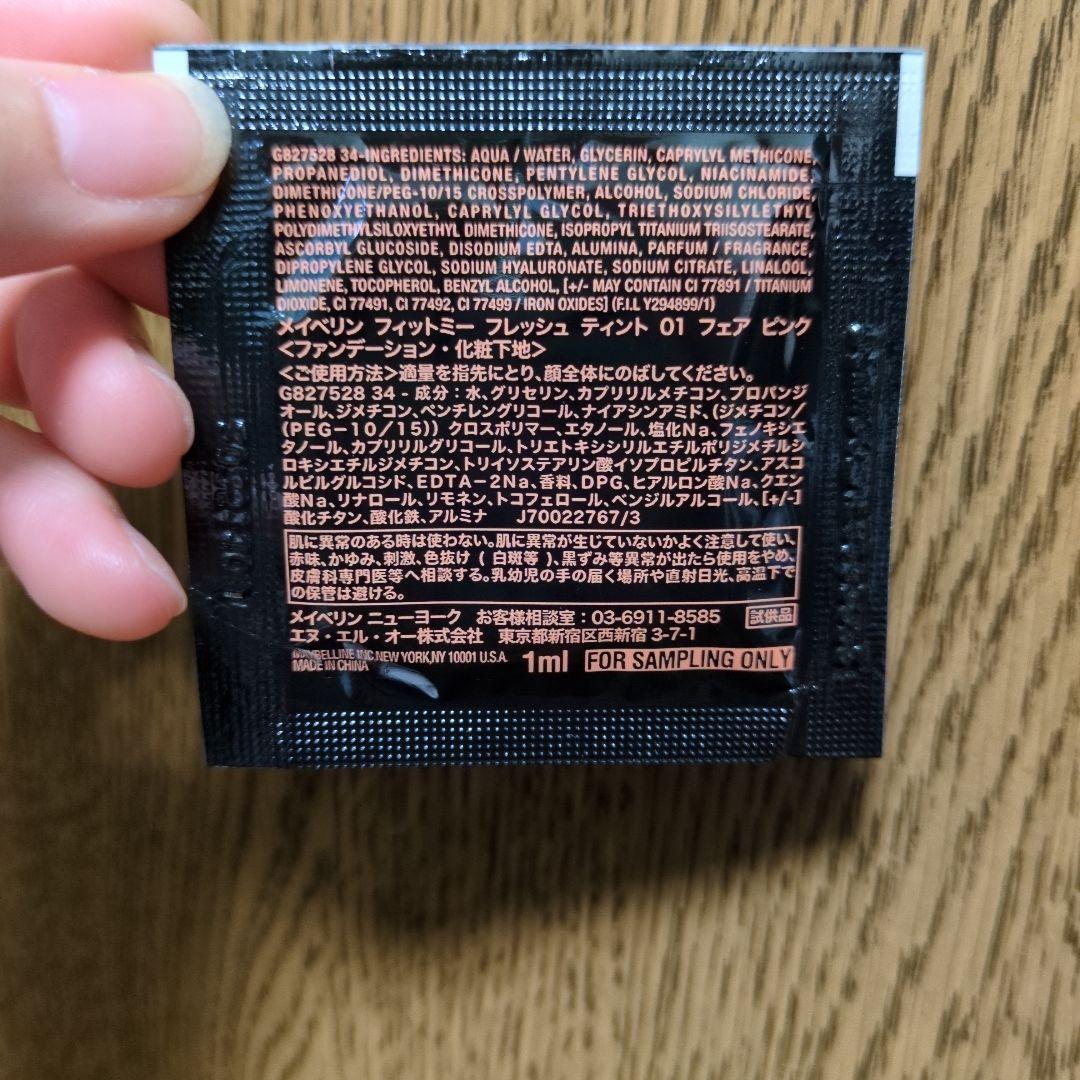 G827528 34-INGREDIENTS: AQUA / WATER, GLYCERIN, CAPRYLYL METHICONE,
PROPANEDIOL, DIMETHICONE, PENTYLENE GLYCOL, NIACINAMIDE,
DIMETHICONE/PEG-10/15 CROSSPOLYMER, ALCOHOL, SODIUM CHLORIDE,
PHENOXYETHANOL, CAPRYLYL GLYCOL, TRIETHOXYSILYLETHYL
POLYDIMETHYLSILOXYETHYL DIMETHICONE, ISOPROPYL TITANIUM TRIISOSTEARATE,
ASCORBYL GLUCOSIDE, DISODIUM EDTA, ALUMINA, PARFUM / FRAGRANCE,
DIPROPYLENE GLYCOL, SODIUM HYALURONATE, SODIUM CITRATE, LINALOOL,
LIMONENE, TOCOPHEROL, BENZYL ALCOHOL, [+/- MAY CONTAIN CI 77891 / TITANIUM
DIOXIDE, CI 77491, CI 77492, CI 77499 / IRON OXIDES] (F.I.L Y294899/1)
メイベリン フィットミー フレッシュ ティント 01 フェア ピンク
<ファンデーション・化粧下地>
<ご使用方法>適量を指先にとり、顔全体にのばしてください。
G827528 34 - 成分：水、グリセリン、カプリリルメチコン、プロパンジ
オール、ジメチコン、ペンチレングリコール、ナイアシンアミド、(ジメチコン/
(PEG-10/15)) クロスポリマー、エタノール、塩化Na、フェノキシエ
タノール、カプリリルグリコール、トリエトキシシリルエチルポリジメチルシ
ロキシエチルジメチコン、トリイソステアリン酸イソプロピルチタン、アスコ
ルビルグルコシド、EDTA-2Na、香料、DPG、ヒアルロン酸Na、クエン
酸Na、リナロール、リモネン、トコフェロール、ベンジルアルコール、[+/-]
酸化チタン、酸化鉄、アルミナ J70022767/3
肌に異常のある時は使わない。肌に異常が生じていないかよく注意して使い、
赤味、かゆみ、刺激、色抜け ( 白斑等 )、黒ずみ等異常が出たら使用をやめ、
皮膚科専門医等へ相談する。乳幼児の手の届く場所や直射日光、高温下で
の保管は避ける。
メイベリン ニューヨーク お客様相談室：03-6911-8585 試供品
エヌ・エル・オー株式会社 東京都新宿区西新宿 3-7-1
MAYBELLINE INC. NEW YORK, NY 10001 U.S.A. 1ml FOR SAMPLING ONLY
MADE IN CHINA